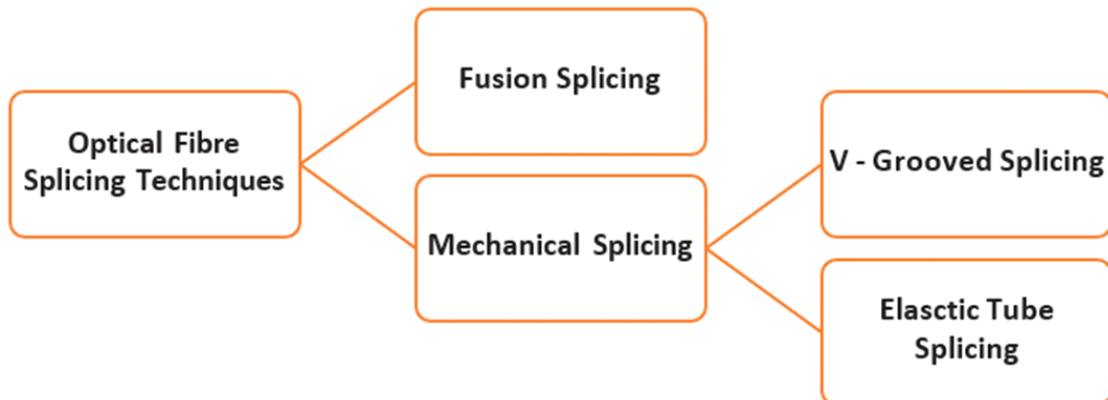 Optical Fibre
Splicing Techniques
Fusion Splicing
Mechanical Splicing
V - Grooved Splicing
Elasctic Tube
Splicing